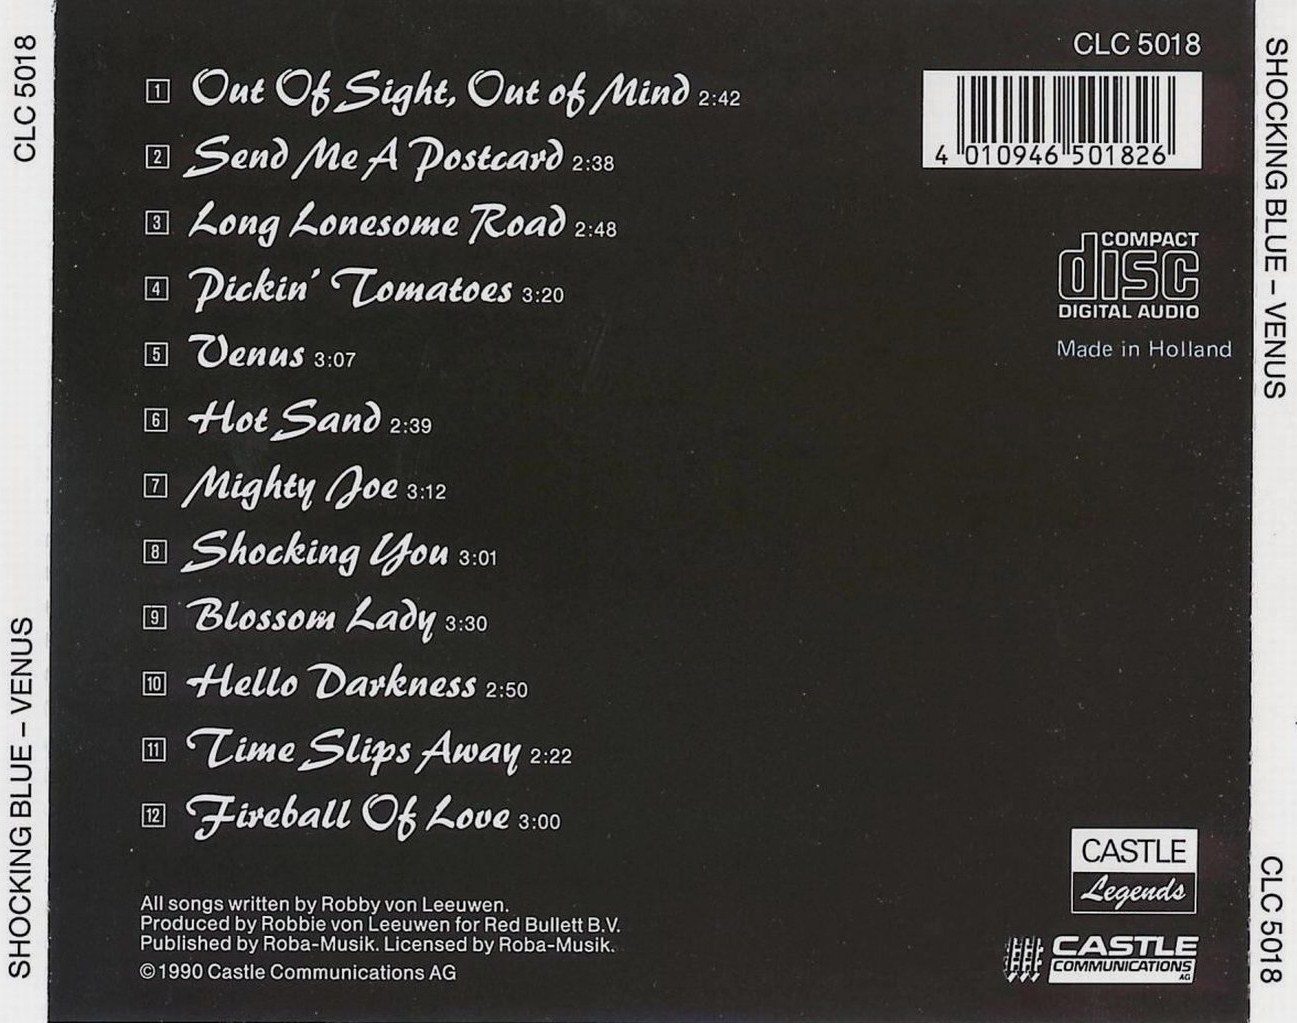 CLC 5018
SHOCKING BLUE – VENUS
1 Out Of Sight, Out of Mind 2:42
2 Send Me A Postcard 2:38
3 Long Lonesome Road 2:48
4 Pickin' Tomatoes 3:20
5 Venus 3:07
6 Hot Sand 2:39
7 Mighty Joe 3:12
8 Shocking You 3:01
9 Blossom Lady 3:30
10 Hello Darkness 2:50
11 Time Slips Away 2:22
12 Fireball Of Love 3:00
All songs written by Robby von Leeuwen.
Produced by Robbie von Leeuwen for Red Bullett B.V.
Published by Roba-Musik. Licensed by Roba-Musik.
©1990 Castle Communications AG
CLC 5018
4 010946 501826
COMPACT
disc
DIGITAL AUDIO
Made in Holland
CASTLE
Legends
CASTLE
COMMUNICATIONS
AG
SHOCKING BLUE – VENUS
CLC 5018